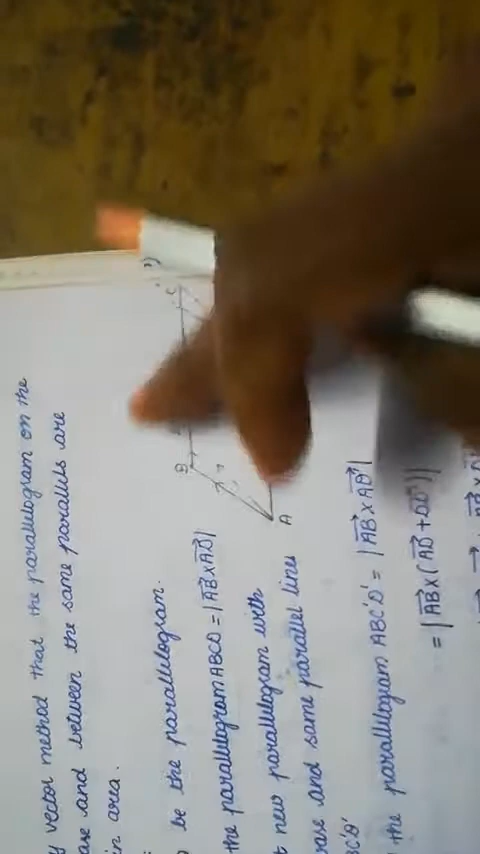 y vector method that the parallelogram on the
ase and between the same parallels are
in area.
be the parallelogram.
the parallelogram ABCD = |AB⃗ × AD⃗|
new parallelogram with
ase and same parallel line
BC'D'
the parallelogram ABC'D' = |AB⃗ × AD'⃗|
= |AB⃗ × (AD⃗ + DD'⃗)|
A
B
C